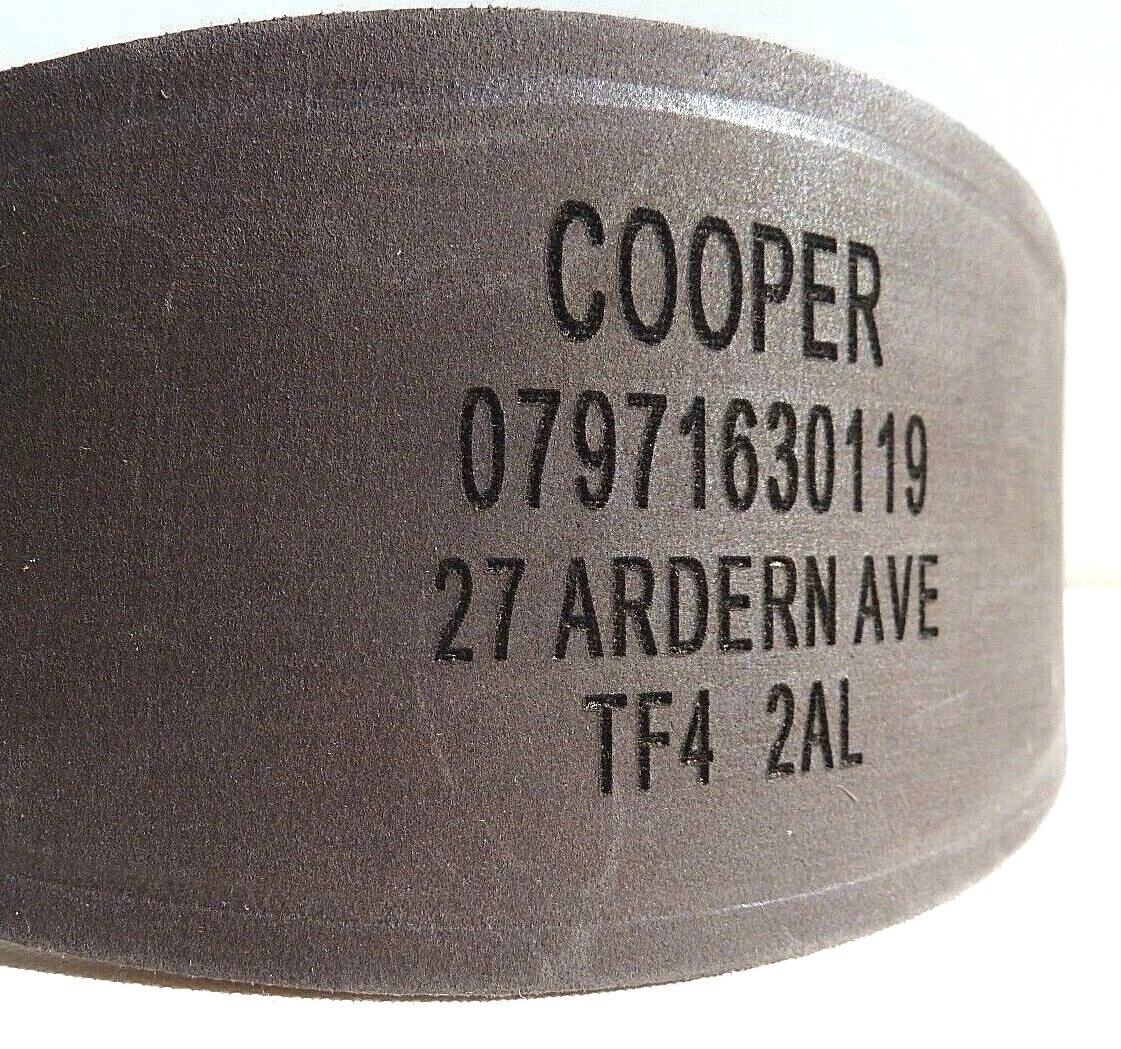 COOPER
07971630119
27 ARDERN AVE
TF4 2AL